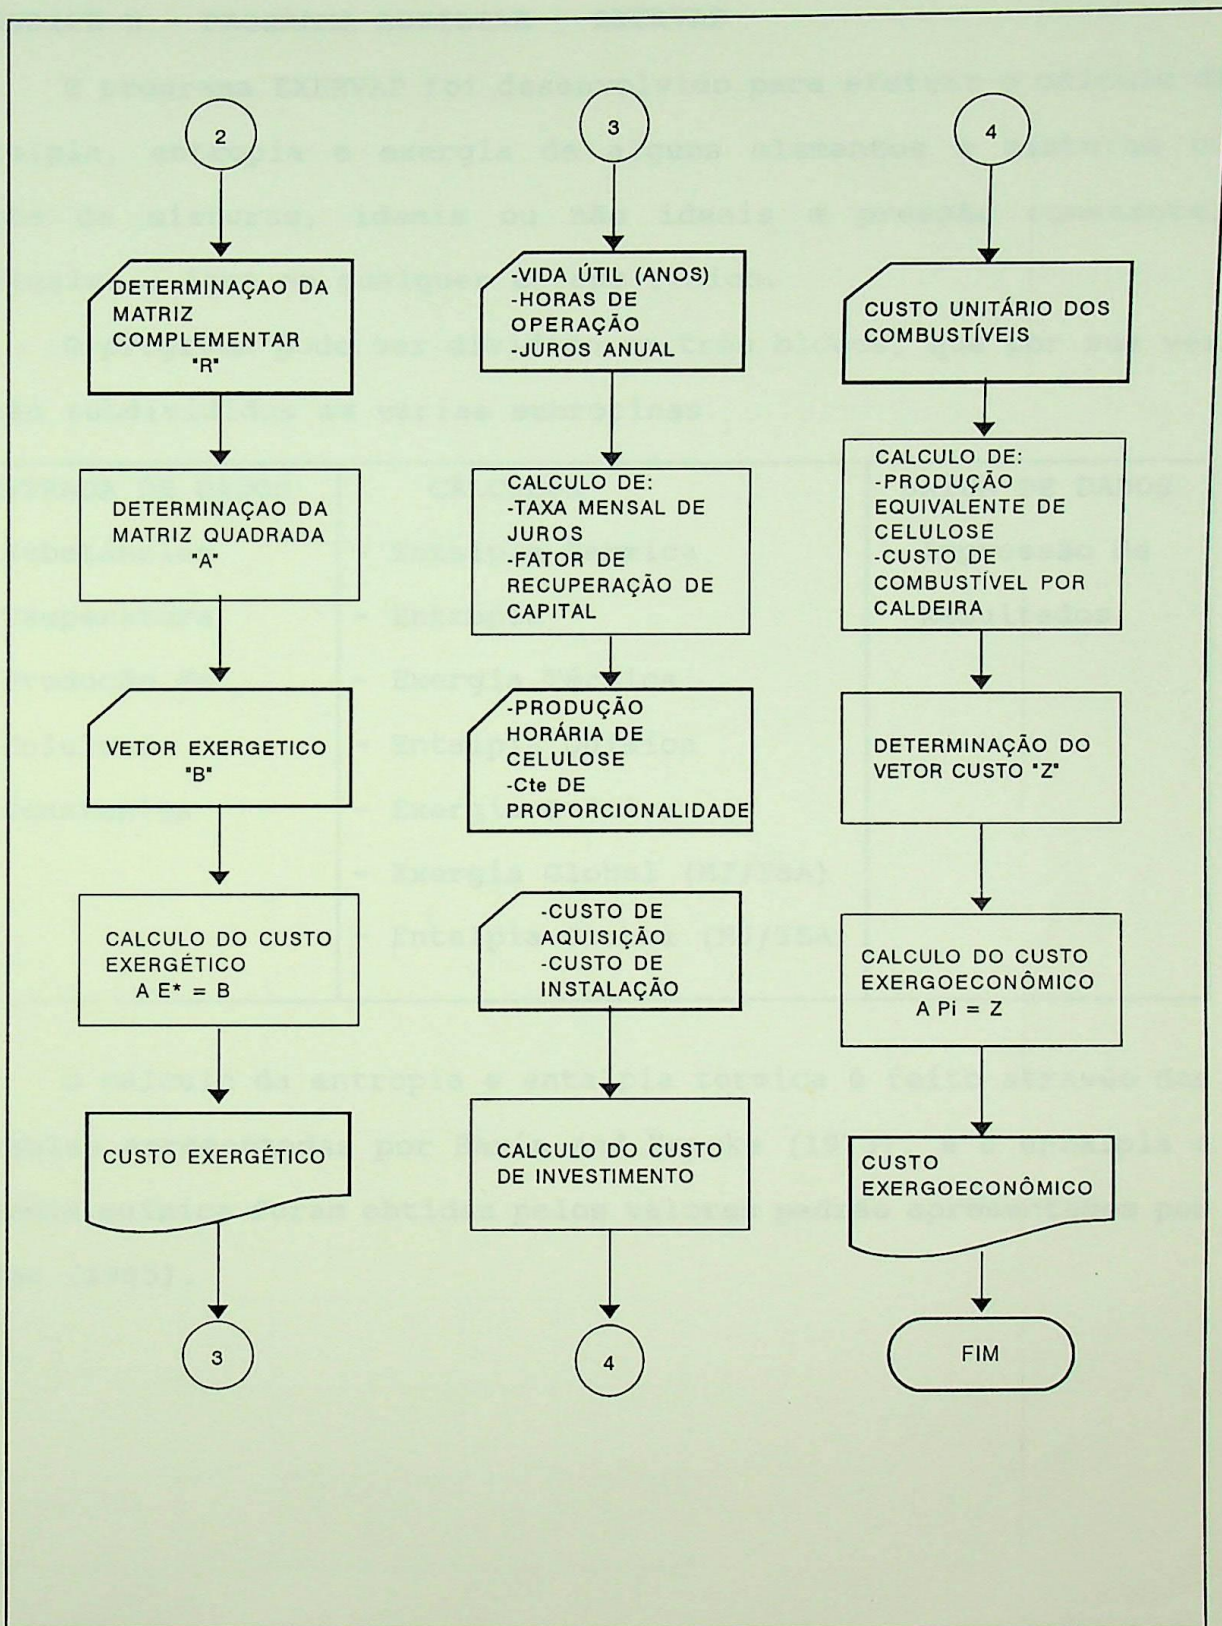 2
DETERMINAÇAO DA
MATRIZ
COMPLEMENTAR
"R"
DETERMINAÇAO DA
MATRIZ QUADRADA
"A"
VETOR EXERGETICO
"B"
CALCULO DO CUSTO
EXERGÉTICO
A E* = B
CUSTO EXERGÉTICO
3
3
-VIDA ÚTIL (ANOS)
-HORAS DE
OPERAÇÃO
-JUROS ANUAL
CALCULO DE:
-TAXA MENSAL DE
JUROS
-FATOR DE
RECUPERAÇÃO DE
CAPITAL
-PRODUÇÃO
HORÁRIA DE
CELULOSE
-Cte DE
PROPORCIONALIDADE
-CUSTO DE
AQUISIÇÃO
-CUSTO DE
INSTALAÇÃO
CALCULO DO CUSTO
DE INVESTIMENTO
4
4
CUSTO UNITÁRIO DOS
COMBUSTÍVEIS
CALCULO DE:
-PRODUÇÃO
EQUIVALENTE DE
CELULOSE
-CUSTO DE
COMBUSTÍVEL POR
CALDEIRA
DETERMINAÇÃO DO
VETOR CUSTO "Z"
CALCULO DO CUSTO
EXERGOECONÔMICO
A Pi = Z
CUSTO
EXERGOECONÔMICO
FIM